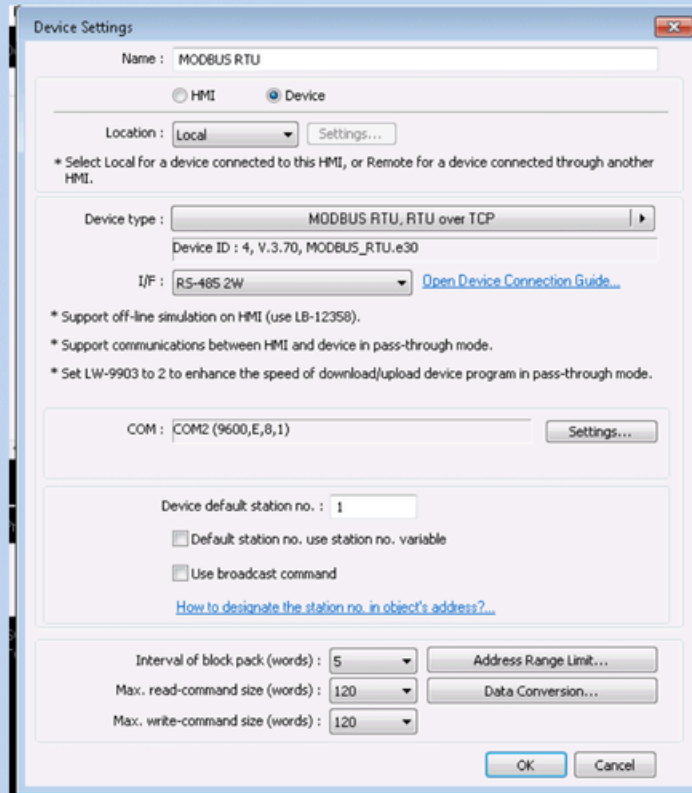 Device Settings
Name : MODBUS RTU
HMI Device
Location : Local Settings...
* Select Local for a device connected to this HMI, or Remote for a device connected through another
HMI.
Device type : MODBUS RTU, RTU over TCP
Device ID : 4, V.3.70, MODBUS_RTU.e30
I/F : RS-485 2W Open Device Connection Guide...
* Support off-line simulation on HMI (use LB-12358).
* Support communications between HMI and device in pass-through mode.
* Set LW-9903 to 2 to enhance the speed of download/upload device program in pass-through mode.
COM : COM2 (9600,E,8,1) Settings...
Device default station no. : 1
Default station no. use station no. variable
Use broadcast command
How to designate the station no. in object's address?...
Interval of block pack (words) : 5 Address Range Limit...
Max. read-command size (words) : 120 Data Conversion...
Max. write-command size (words) : 120
OK Cancel